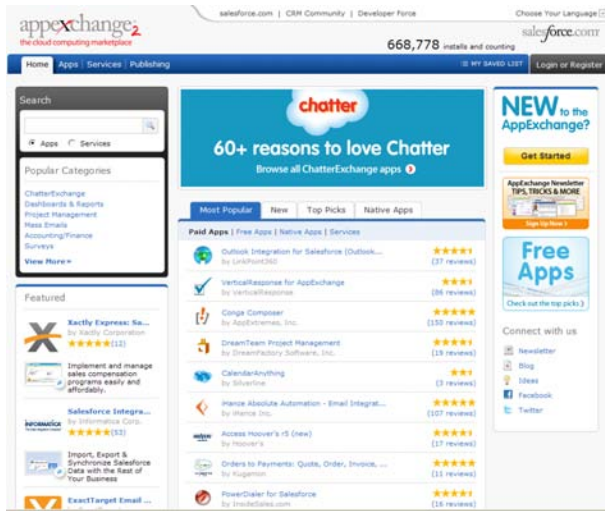 salesforce.com | CRM Community | Developer Force
Choose Your Language
appexchange2
the cloud computing marketplace
668,778 installs and counting
salesforce.com
Home Apps Services Publishing
MY SAVED LIST
Login or Register
Search
Apps Services
Popular Categories
ChatterExchange
Dashboards & Reports
Project Management
Mass Emails
Accounting/Finance
Surveys
View More »
Featured
Xactly Express: Sa...
by Xactly Corporation
(12)
Implement and manage
sales compensation
programs easily and
affordably.
INFORMATICA
Salesforce Integra...
by Informatica Corp.
(52)
Import, Export &
Synchronize Salesforce
Data with the Rest of
Your Business
ExactTarget Email ...
chatter
60+ reasons to love Chatter
Browse all ChatterExchange apps
Most Popular New Top Picks Native Apps
Paid Apps | Free Apps | Native Apps | Services
Outlook Integration for Salesforce (Outlook...
by LinkPoint360
(37 reviews)
VerticalResponse for AppExchange
by VerticalResponse
(86 reviews)
Conga Composer
by AppExtremes, Inc.
(150 reviews)
DreamTeam Project Management
by DreamFactory Software, Inc.
(19 reviews)
CalendarAnything
by Silverline
(3 reviews)
iHance Absolute Automation - Email Integrat...
by iHance Inc.
(107 reviews)
Access Hoover's r5 (new)
by Hoover's
(17 reviews)
Orders to Payments: Quote, Order, Invoice, ...
by Kugamon
(11 reviews)
PowerDialer for Salesforce
by InsideSales.com
(16 reviews)
NEW to the
AppExchange?
Get Started
AppExchange Newsletter
TIPS, TRICKS & MORE
Sign Up Now
Free
Apps
Check out the top picks
Connect with us
Newsletter
Blog
Ideas
Facebook
Twitter